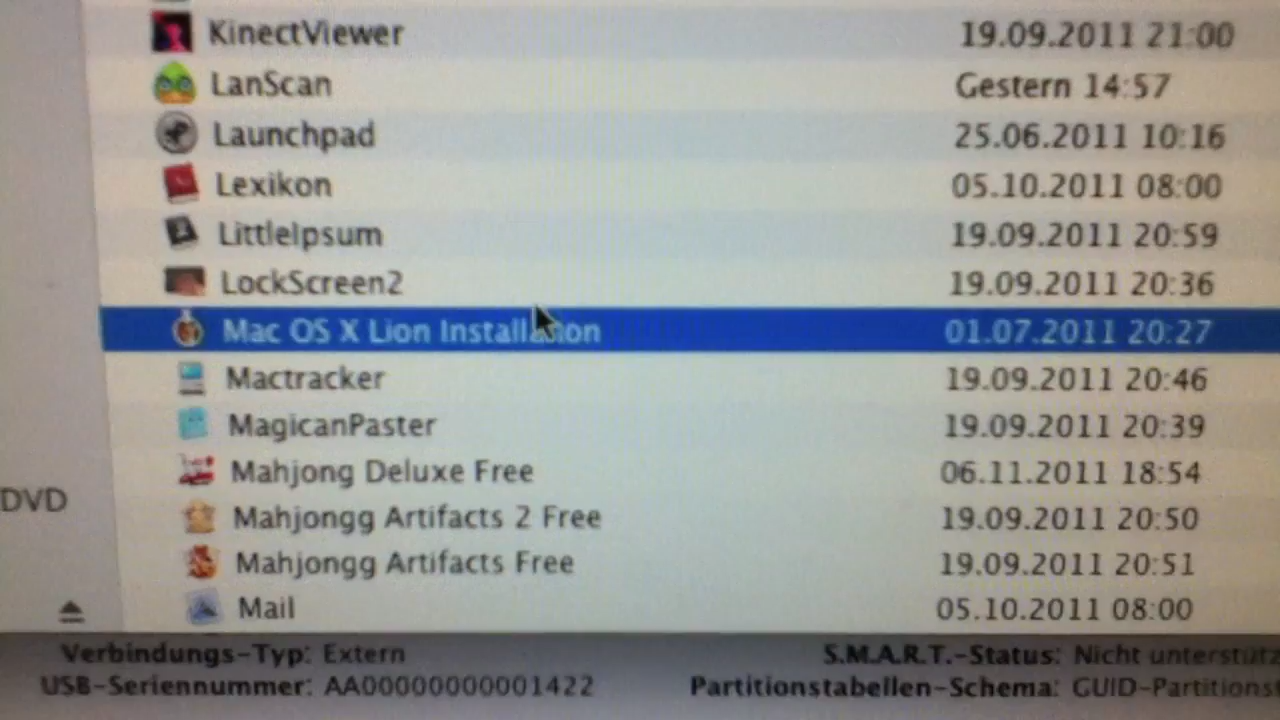 KinectViewer 19.09.2011 21:00
LanScan Gestern 14:57
Launchpad 25.06.2011 10:16
Lexikon 05.10.2011 08:00
LittleIpsum 19.09.2011 20:59
LockScreen2 19.09.2011 20:36
Mac OS X Lion Installation 01.07.2011 20:27
Mactracker 19.09.2011 20:46
MagicanPaster 19.09.2011 20:39
Mahjong Deluxe Free 06.11.2011 18:54
DVD
Mahjongg Artifacts 2 Free 19.09.2011 20:50
Mahjongg Artifacts Free 19.09.2011 20:51
Mail 05.10.2011 08:00
Verbindungs-Typ: Extern S.M.A.R.T.-Status: Nicht unterstütz
USB-Seriennummer: AA00000000001422 Partitionstabellen-Schema: GUID-Partitions